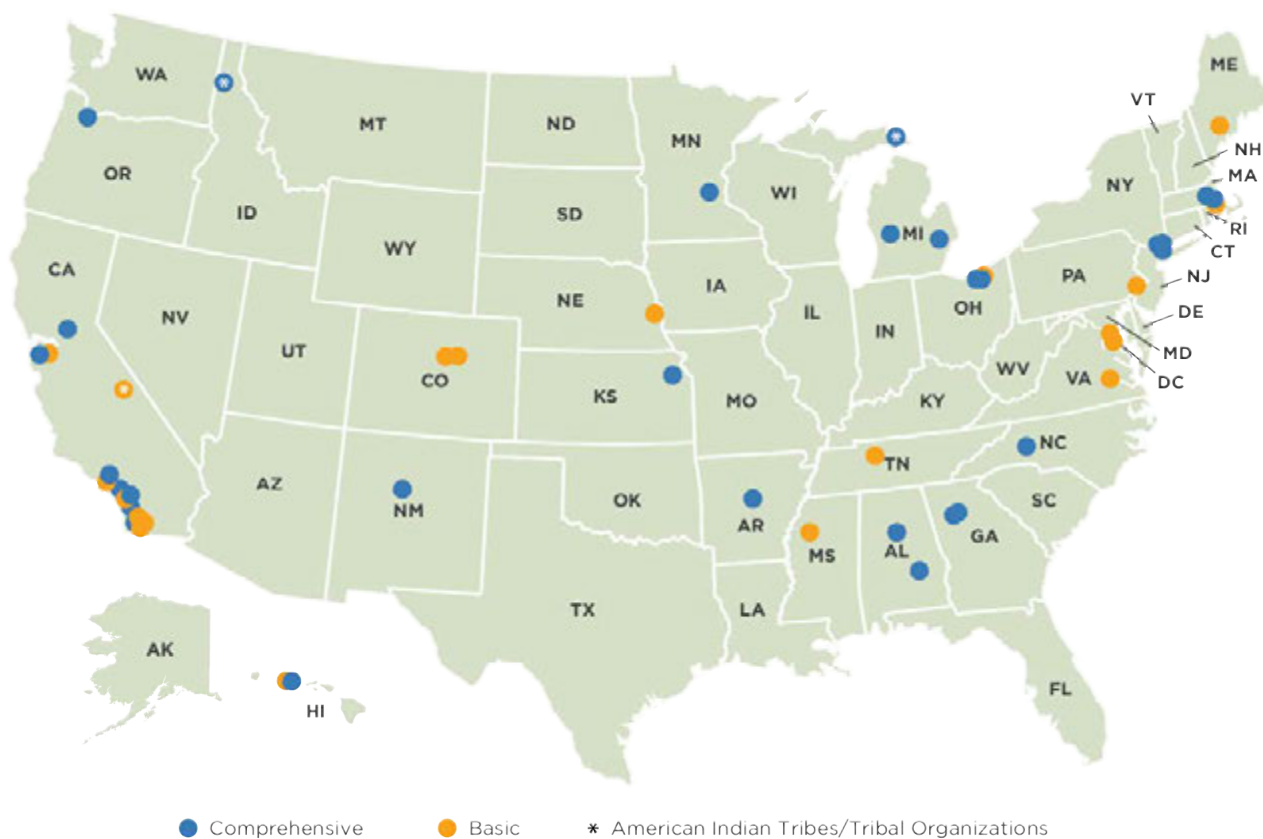 WA
MT
ND
MN
VT
ME
OR
ID
SD
WI
MI
NY
NH
MA
RI
CT
WY
CA
NV
UT
NE
IA
IL
IN
OH
PA
NJ
DE
MD
DC
CO
KS
MO
WV
VA
KY
AZ
NM
OK
AR
TN
NC
SC
MS
AL
GA
TX
LA
FL
AK
HI
Comprehensive
Basic
* American Indian Tribes/Tribal Organizations